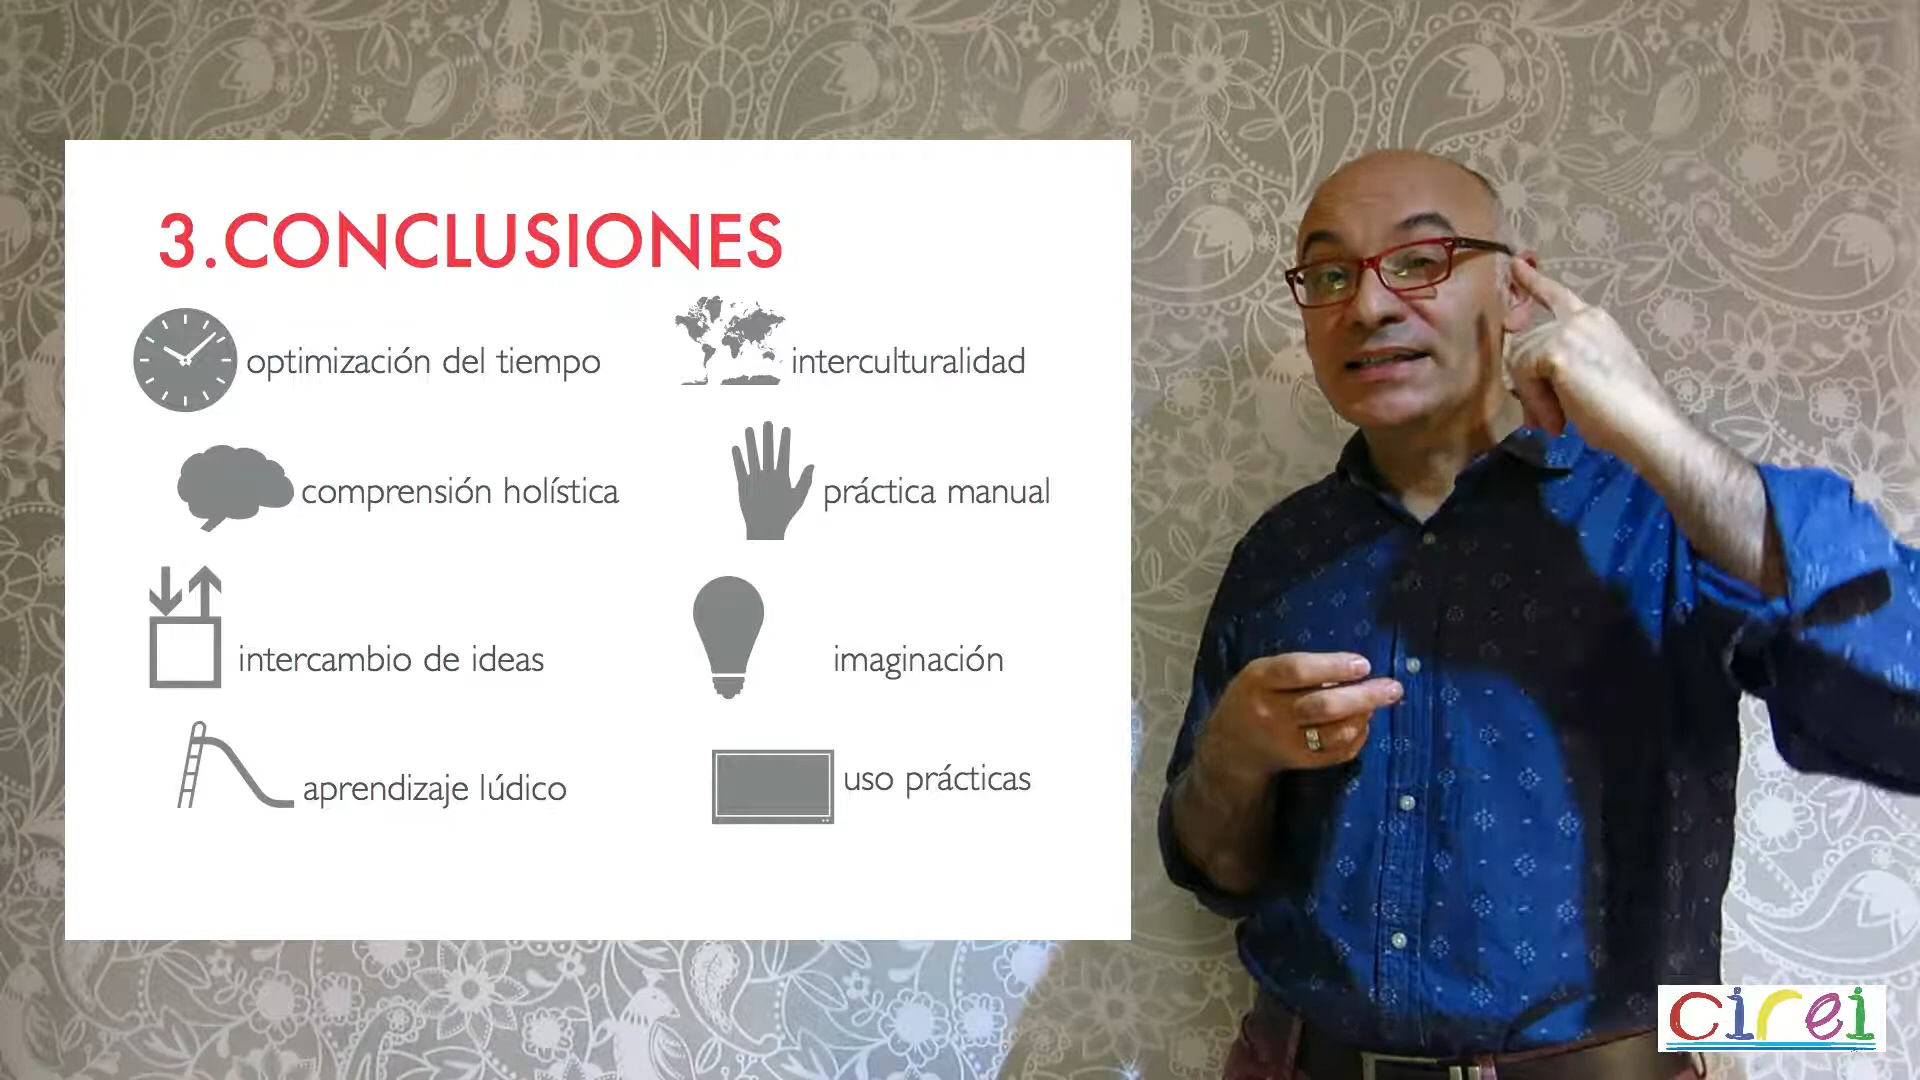 3.CONCLUSIONES
optimización del tiempo
interculturalidad
comprensión holística
práctica manual
intercambio de ideas
imaginación
aprendizaje lúdico
uso prácticas
cirei